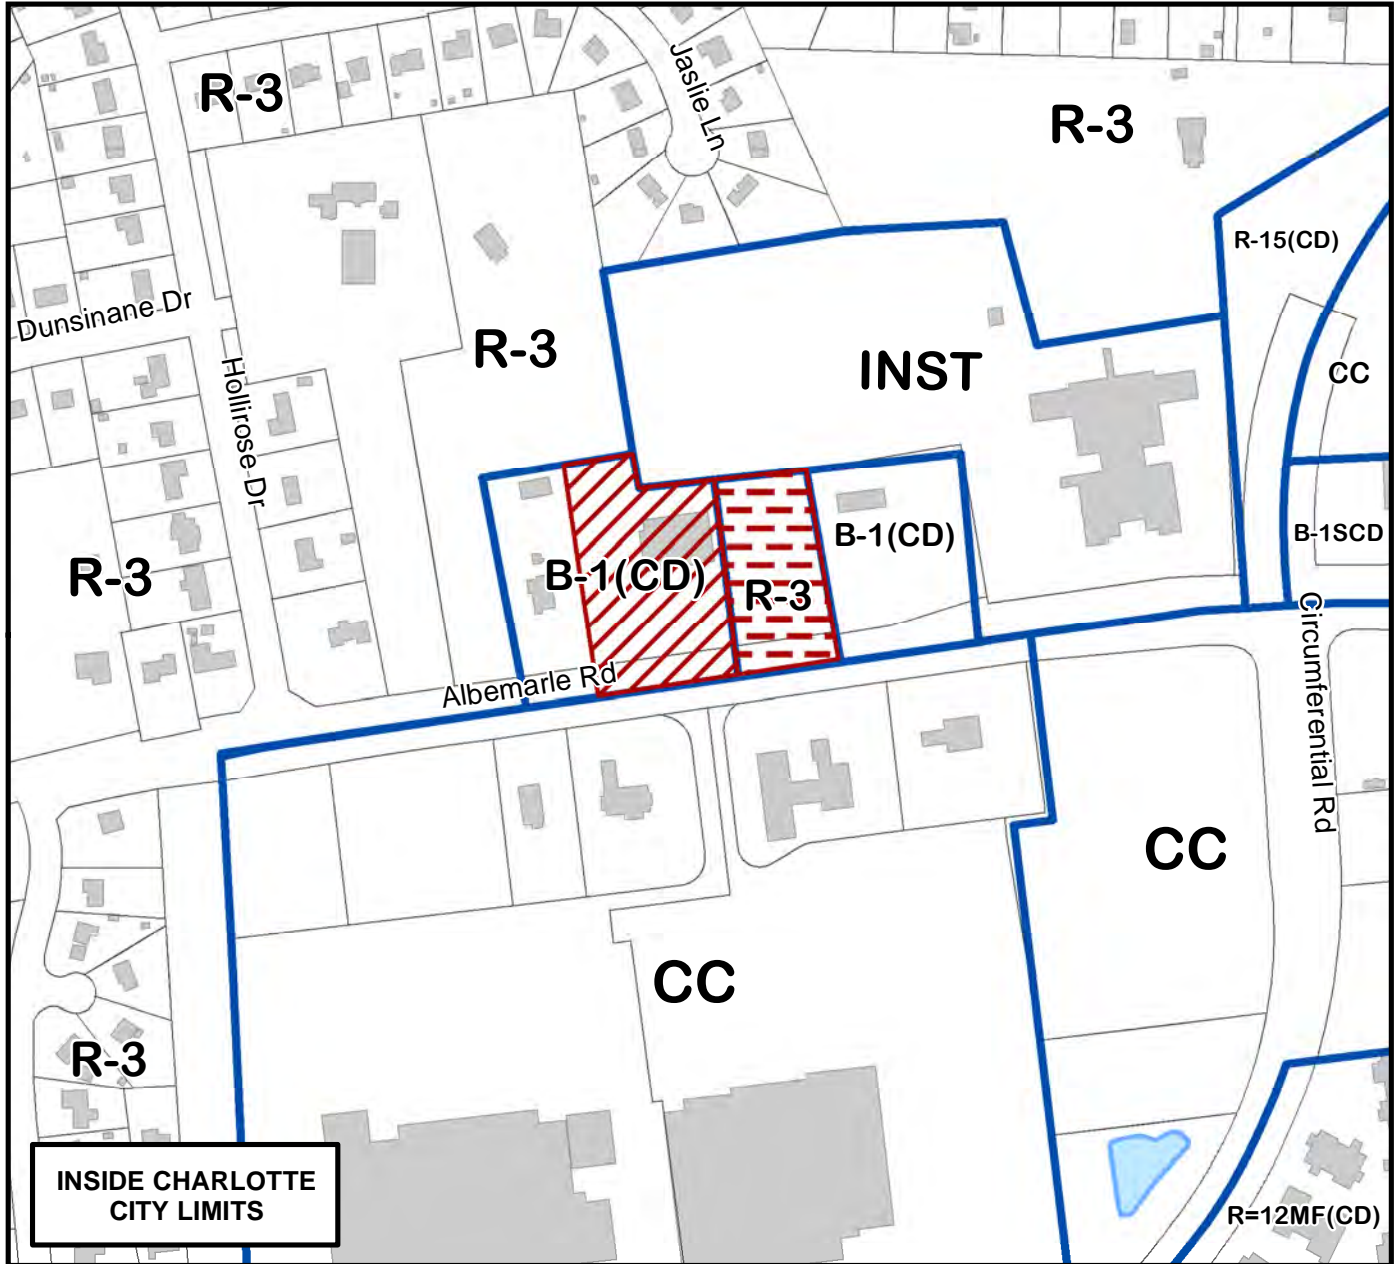 R-3
Jaslie Ln
R-3
R-15(CD)
Dunsinane Dr
R-3
INST
CC
Hollirose Dr
B-1(CD)
B-1SCD
R-3
B-1(CD)
R-3
Albemarle Rd
Circumferential Rd
CC
CC
R-3
INSIDE CHARLOTTE
CITY LIMITS
R=12MF(CD)